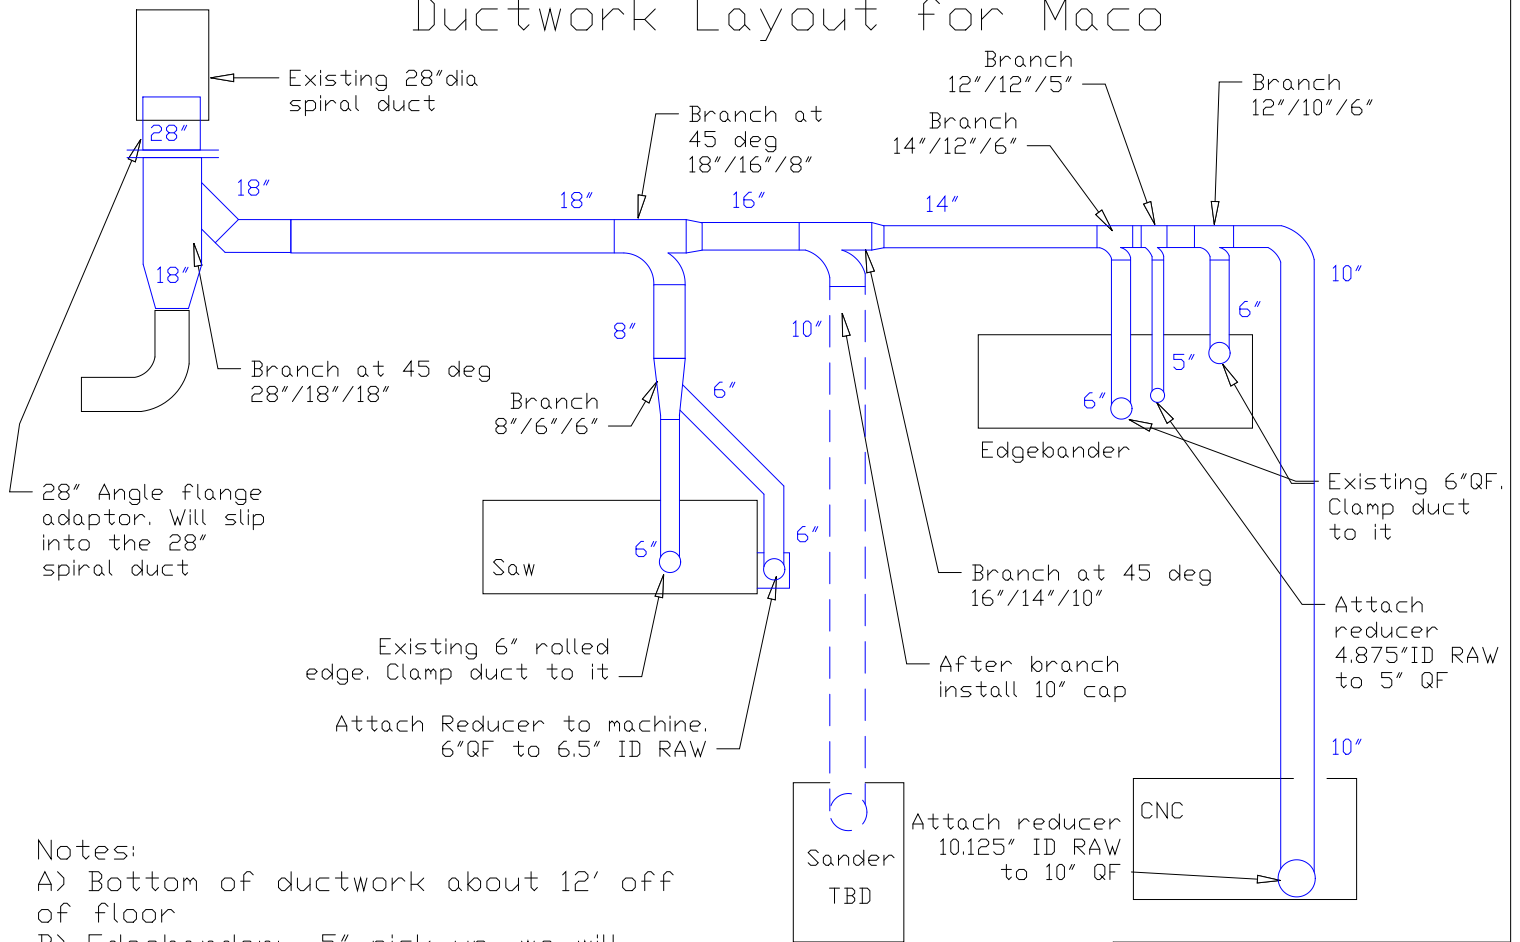 Ductwork Layout for Maco
Existing 28"dia
spiral duct
28"
18"
18"
Branch at 45 deg
28"/18"/18"
28" Angle flange
adaptor. Will slip
into the 28"
spiral duct
18"
Branch at
45 deg
18"/16"/8"
16"
14"
Branch
12"/12"/5"
Branch
14"/12"/6"
Branch
12"/10"/6"
10"
8"
10"
6"
5"
6"
Edgebander
Branch
8"/6"/6"
6"
6"
6"
Saw
Existing 6" rolled
edge. Clamp duct to it
Attach Reducer to machine.
6"QF to 6.5" ID RAW
Existing 6"QF.
Clamp duct
to it
Branch at 45 deg
16"/14"/10"
After branch
install 10" cap
Attach
reducer
4.875"ID RAW
to 5" QF
10"
CNC
Attach reducer
10.125" ID RAW
to 10" QF
Sander
TBD
Notes:
A) Bottom of ductwork about 12' off
of floor
B) Edgebander- 5" pick up, we will